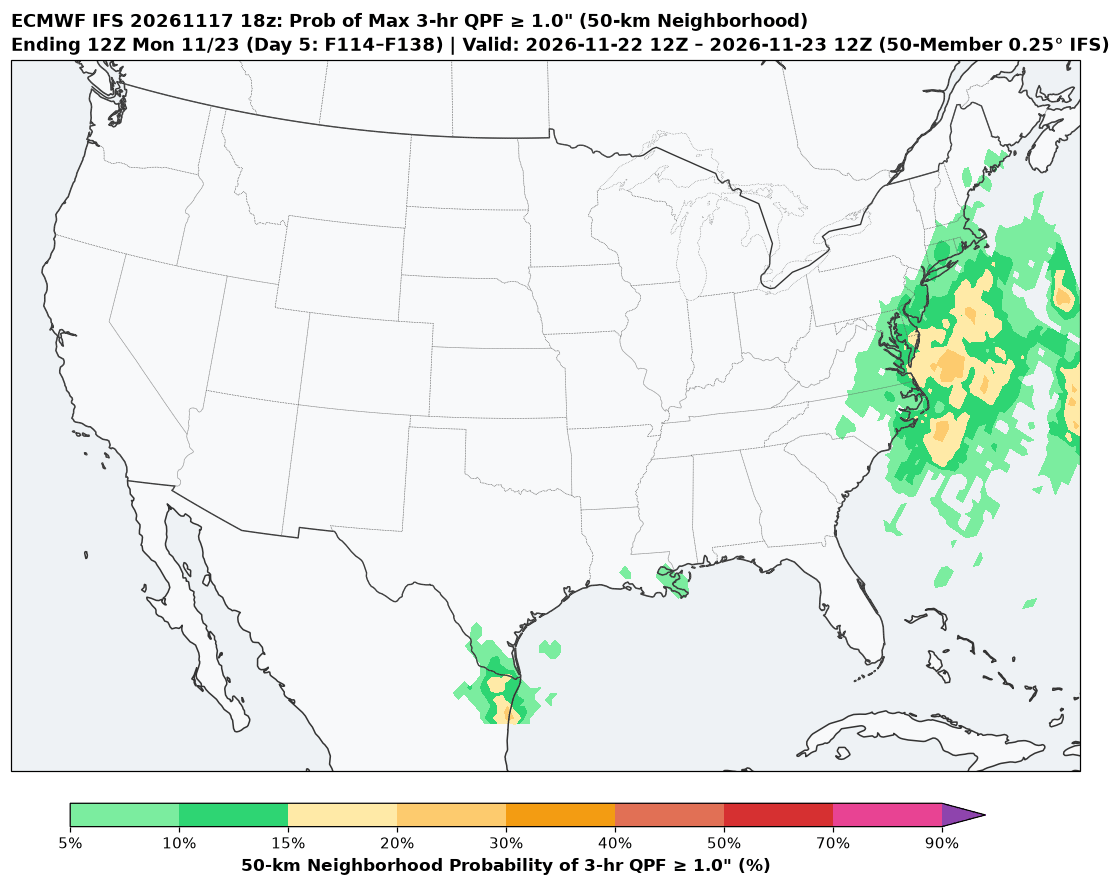 ECMWF IFS 20261117 18z: Prob of Max 3-hr QPF ≥ 1.0" (50-km Neighborhood)
Ending 12Z Mon 11/23 (Day 5: F114–F138) | Valid: 2026-11-22 12Z – 2026-11-23 12Z (50-Member 0.25° IFS)
5% 10% 15% 20% 30% 40% 50% 70% 90%
50-km Neighborhood Probability of 3-hr QPF ≥ 1.0" (%)